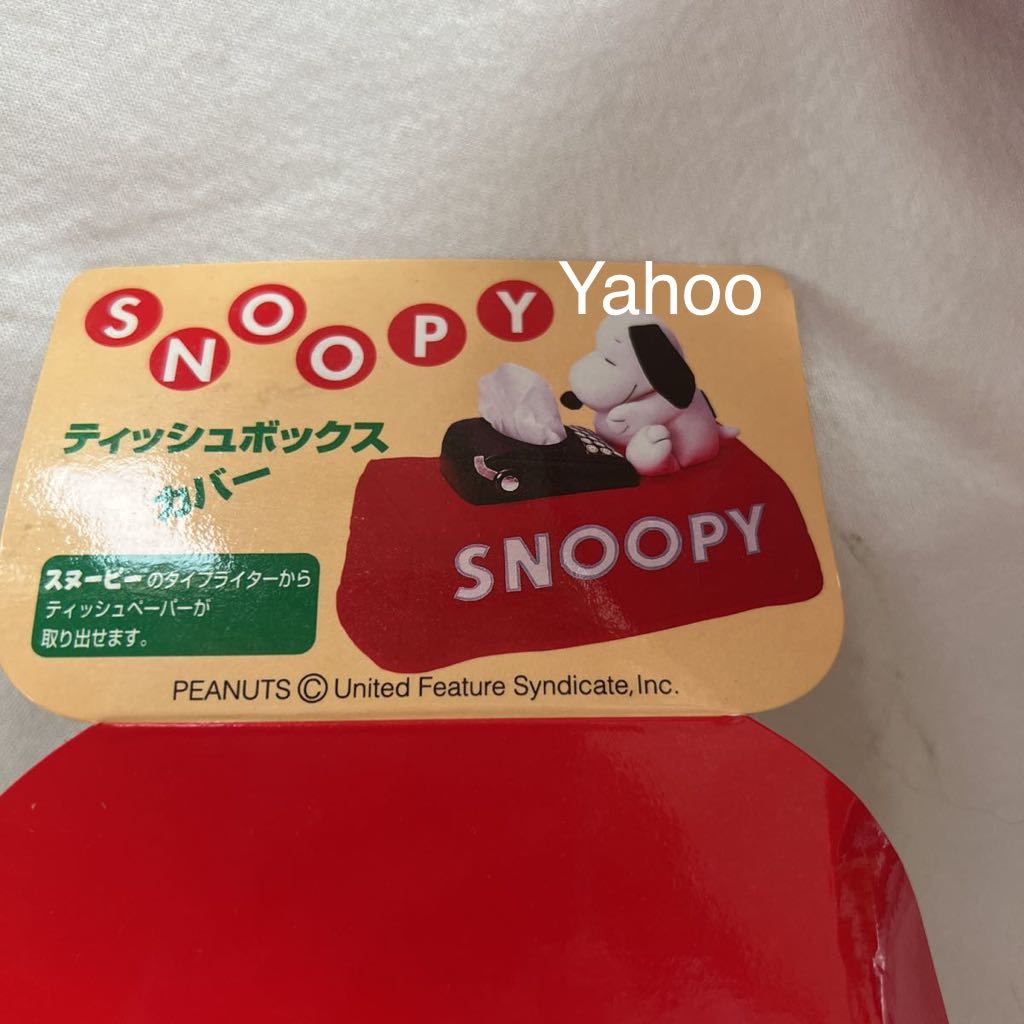 Yahoo
SNOOPY
ティッシュボックス
カバー
スヌーピーのタイプライターから
ティッシュペーパーが
取り出せます。
SNOOPY
PEANUTS © United Feature Syndicate, Inc.